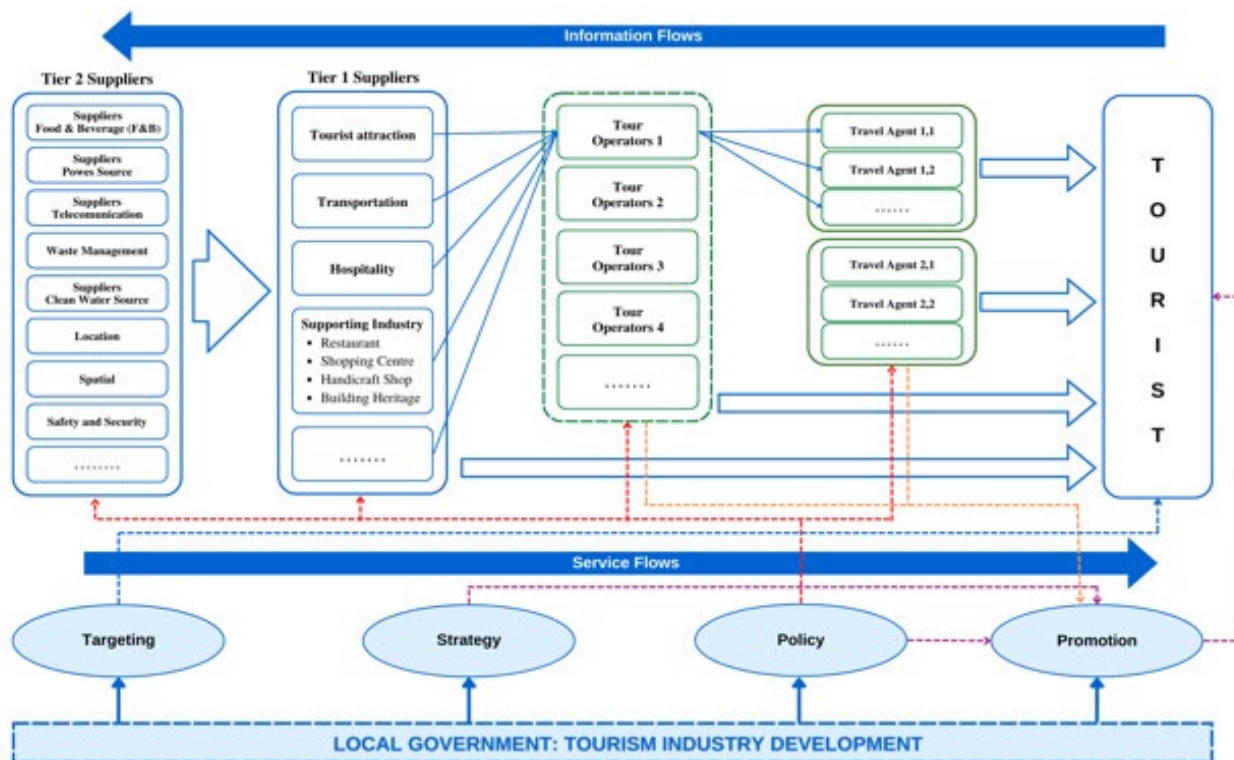 Information Flows
Tier 2 Suppliers
Suppliers
Food & Beverage (F&B)
Suppliers
Powes Source
Suppliers
Telecomunication
Waste Management
Suppliers
Clean Water Source
Location
Spatial
Safety and Security
........
Tier 1 Suppliers
Tourist attraction
Transportation
Hospitality
Supporting Industry
• Restaurant
• Shopping Centre
• Handicraft Shop
• Building Heritage
.......
Tour
Operators 1
Tour
Operators 2
Tour
Operators 3
Tour
Operators 4
.......
Travel Agent 1,1
Travel Agent 1,2
......
Travel Agent 2,1
Travel Agent 2,2
......
T
O
U
R
I
S
T
Service Flows
Targeting
Strategy
Policy
Promotion
LOCAL GOVERNMENT: TOURISM INDUSTRY DEVELOPMENT